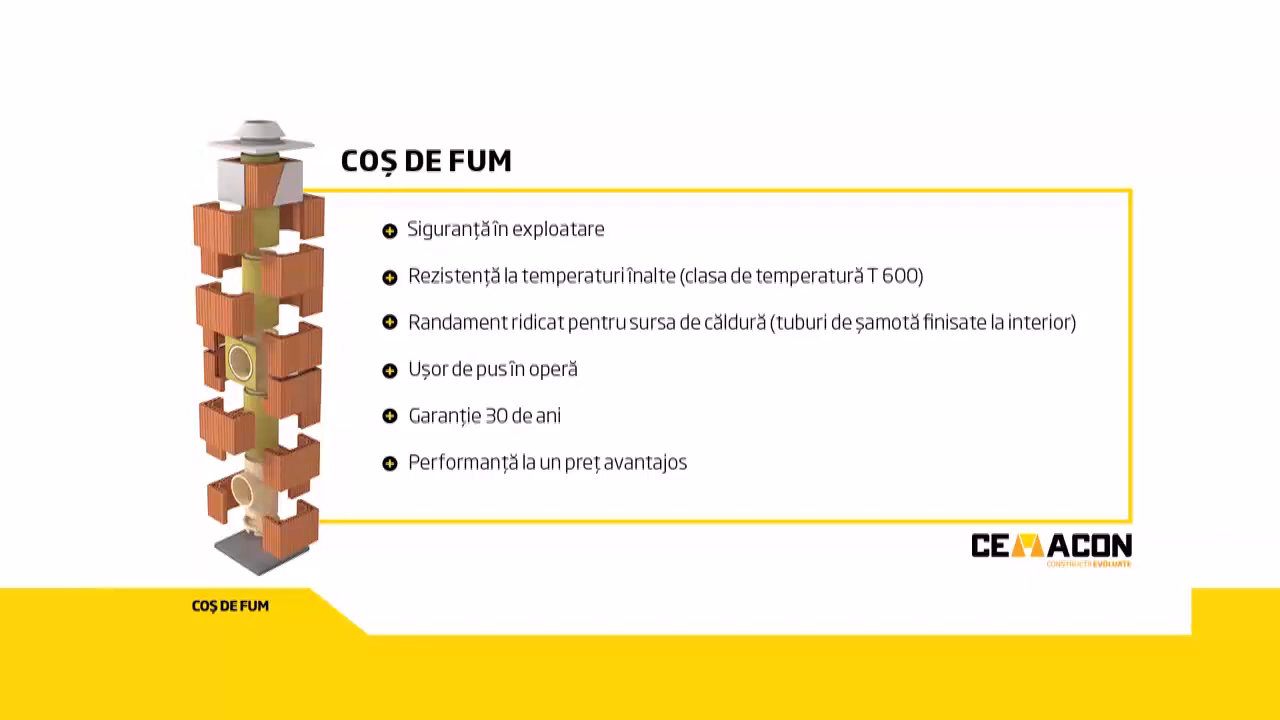 COȘ DE FUM
Siguranță în exploatare
Rezistență la temperaturi înalte (clasa de temperatură T 600)
Randament ridicat pentru sursa de căldură (tuburi de șamotă finisate la interior)
Ușor de pus în operă
Garanție 30 de ani
Performanță la un preț avantajos
CEMACON
CONSTRUCȚII EVOLUATE
COȘ DE FUM